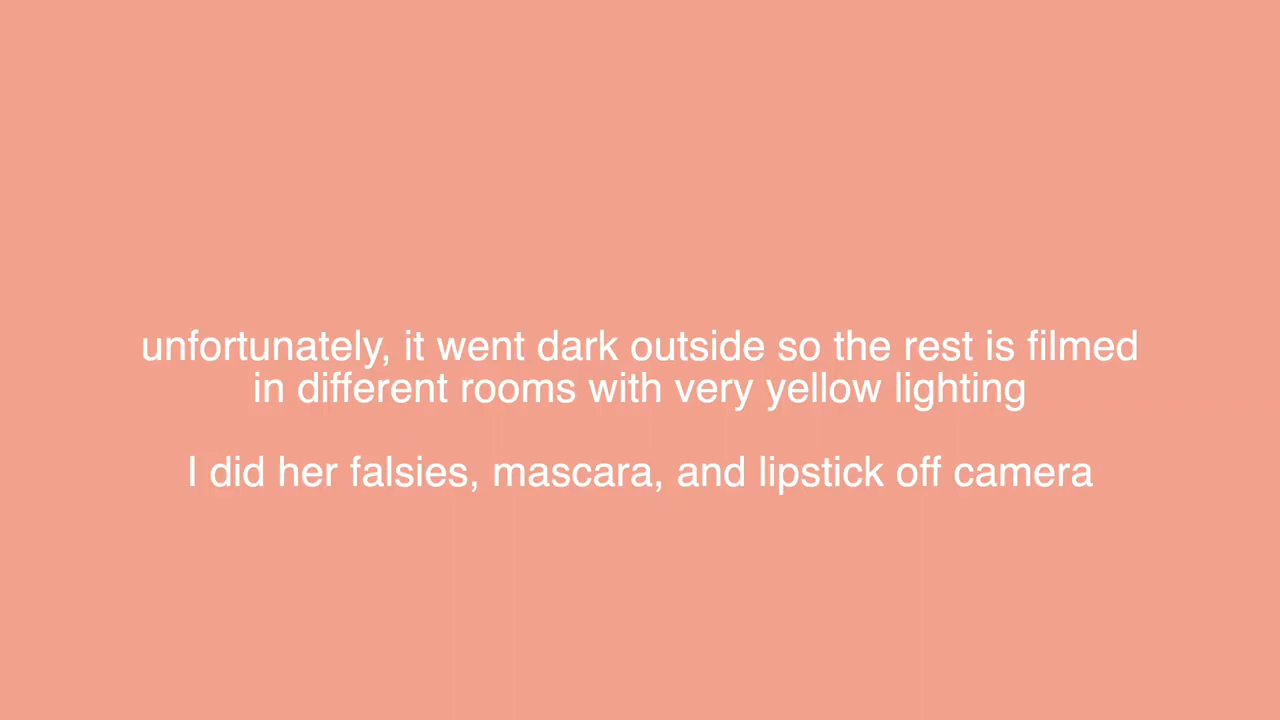 unfortunately, it went dark outside so the rest is filmed
in different rooms with very yellow lighting
I did her falsies, mascara, and lipstick off camera